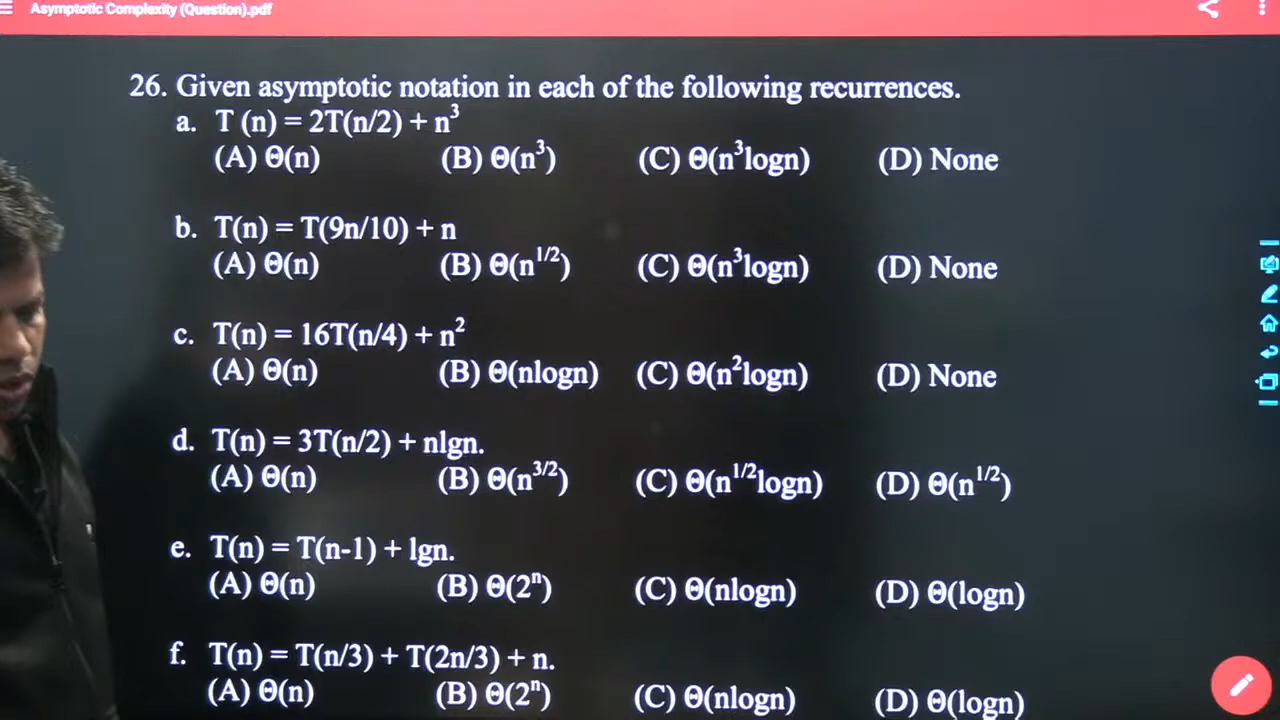 Asymptotic Complexity (Question).pdf
26. Given asymptotic notation in each of the following recurrences.
a. T (n) = 2T(n/2) + n³
(A) Θ(n) (B) Θ(n³) (C) Θ(n³logn) (D) None
b. T(n) = T(9n/10) + n
(A) Θ(n) (B) Θ(n^1/2) (C) Θ(n³logn) (D) None
c. T(n) = 16T(n/4) + n²
(A) Θ(n) (B) Θ(nlogn) (C) Θ(n²logn) (D) None
d. T(n) = 3T(n/2) + nlgn.
(A) Θ(n) (B) Θ(n^3/2) (C) Θ(n^1/2logn) (D) Θ(n^1/2)
e. T(n) = T(n-1) + lgn.
(A) Θ(n) (B) Θ(2ⁿ) (C) Θ(nlogn) (D) Θ(logn)
f. T(n) = T(n/3) + T(2n/3) + n.
(A) Θ(n) (B) Θ(2ⁿ) (C) Θ(nlogn) (D) Θ(logn)